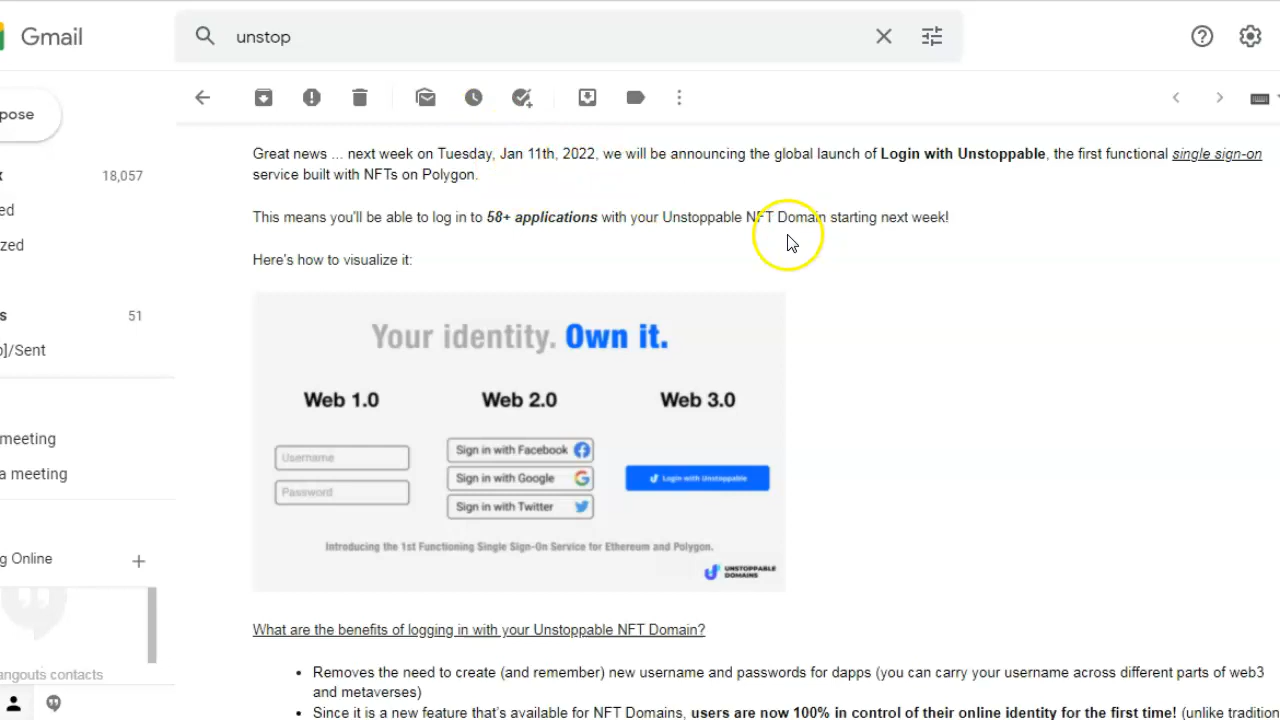 Gmail
unstop
pose
x
18,057
ed
zed
s
51
o]/Sent
meeting
a meeting
g Online
angouts contacts
Great news ... next week on Tuesday, Jan 11th, 2022, we will be announcing the global launch of Login with Unstoppable, the first functional single sign-on
service built with NFTs on Polygon.
This means you'll be able to log in to 58+ applications with your Unstoppable NFT Domain starting next week!
Here's how to visualize it:
Your identity. Own it.
Web 1.0 Web 2.0 Web 3.0
Username
Password
Sign in with Facebook
Sign in with Google
Sign in with Twitter
Login with Unstoppable
Introducing the 1st Functioning Single Sign-On Service for Ethereum and Polygon.
UNSTOPPABLE
DOMAINS
What are the benefits of logging in with your Unstoppable NFT Domain?
• Removes the need to create (and remember) new username and passwords for dapps (you can carry your username across different parts of web3
and metaverses)
• Since it is a new feature that's available for NFT Domains, users are now 100% in control of their online identity for the first time! (unlike tradition